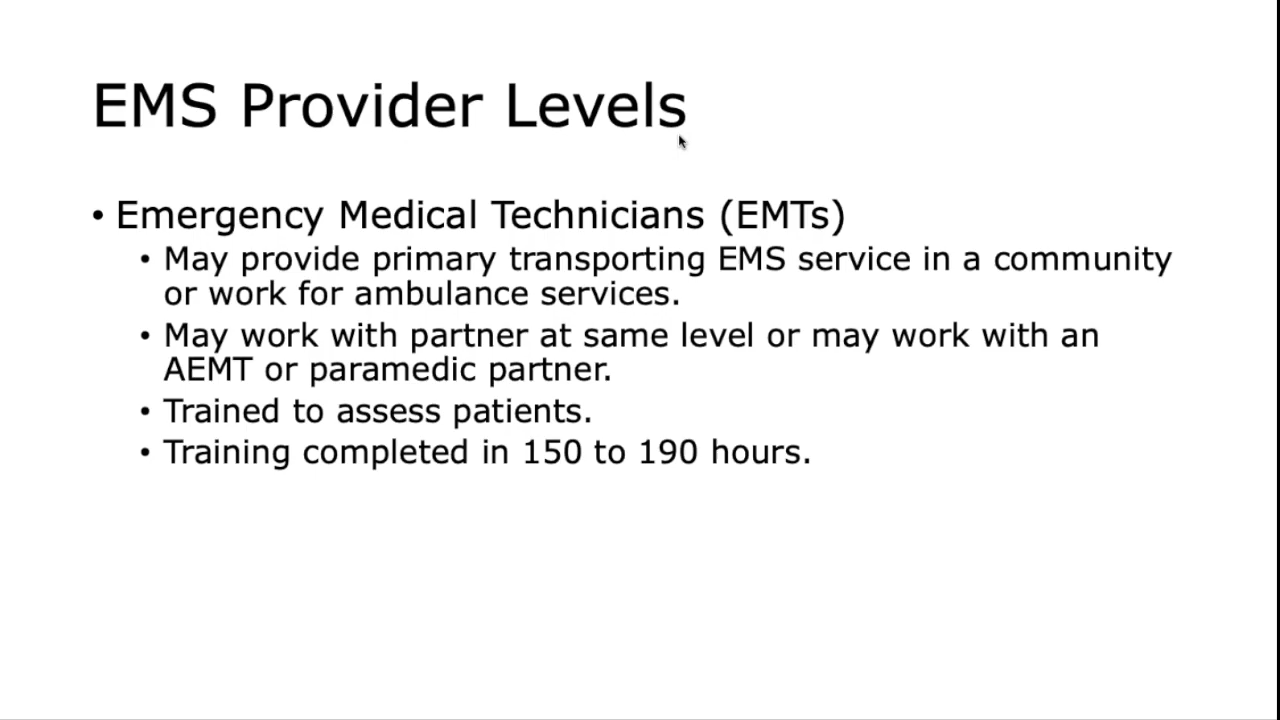 EMS Provider Levels
• Emergency Medical Technicians (EMTs)
• May provide primary transporting EMS service in a community
or work for ambulance services.
• May work with partner at same level or may work with an
AEMT or paramedic partner.
• Trained to assess patients.
• Training completed in 150 to 190 hours.